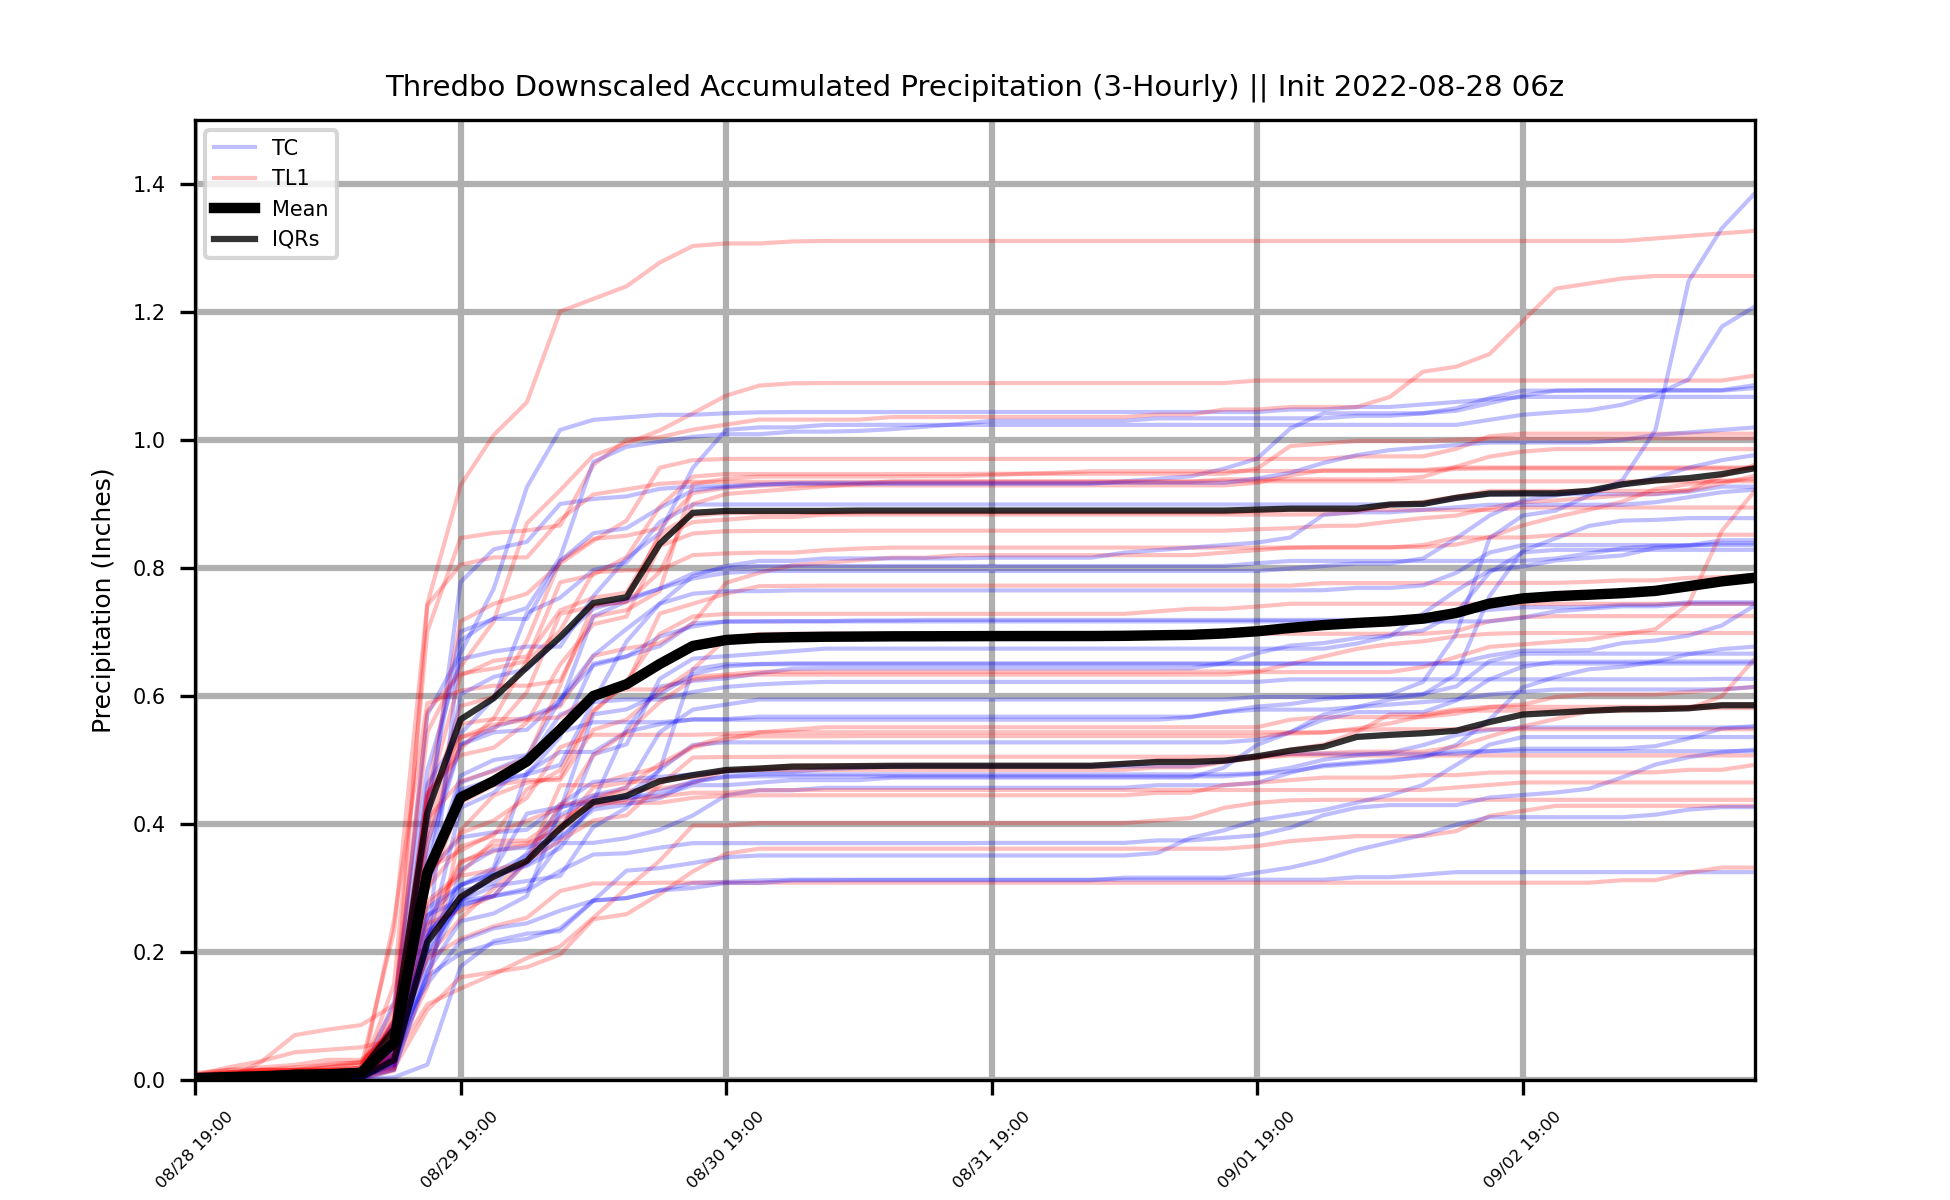 Thredbo Downscaled Accumulated Precipitation (3-Hourly) || Init 2022-08-28 06z
TC
TL1
Mean
IQRs
Precipitation (Inches)
1.4
1.2
1.0
0.8
0.6
0.4
0.2
0.0
08/28 19:00
08/29 19:00
08/30 19:00
08/31 19:00
09/01 19:00
09/02 19:00